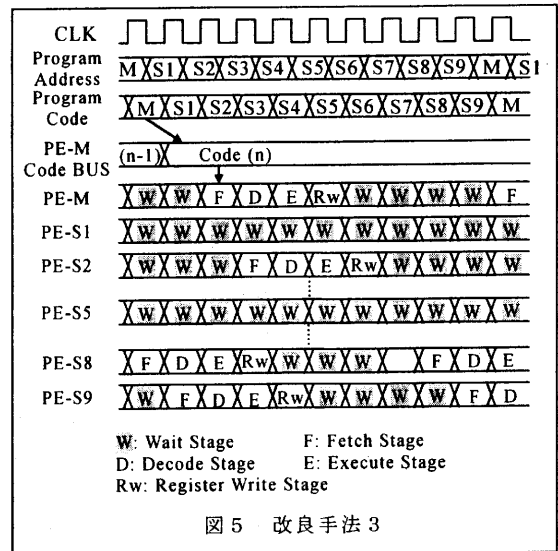 CLK
Program Address M S1 S2 S3 S4 S5 S6 S7 S8 S9 M S1
Program Code M S1 S2 S3 S4 S5 S6 S7 S8 S9 M
PE-M Code BUS (n-1) Code (n)
PE-M W W F D E Rw W W W W F
PE-S1 W W W W W W W W W W W
PE-S2 W W W F D E Rw W W W W
PE-S5 W W W W W W W W W W W
PE-S8 F D E Rw W W W F D E
PE-S9 W F D E Rw W W W W F D
W: Wait Stage F: Fetch Stage
D: Decode Stage E: Execute Stage
Rw: Register Write Stage
図5 改良手法3